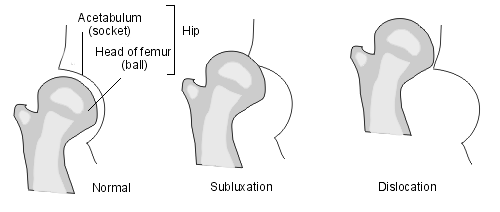 Acetabulum
(socket)
Hip
Head of femur
(ball)
Normal
Subluxation
Dislocation